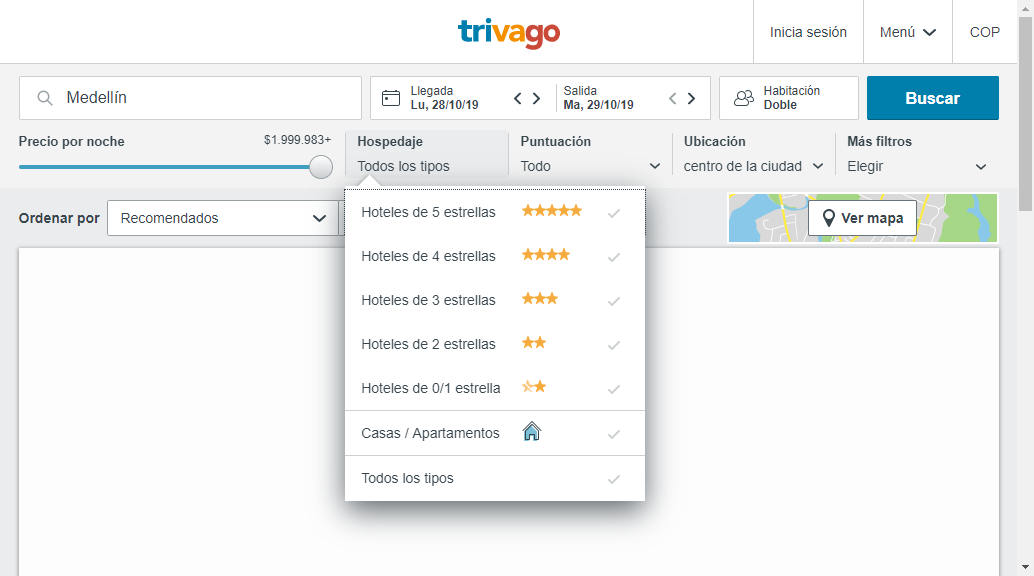 trivago
Inicia sesión
Menú
COP
Medellín
Llegada
Lu, 28/10/19
Salida
Ma, 29/10/19
Habitación
Doble
Buscar
Precio por noche
$1.999.983+
Hospedaje
Todos los tipos
Puntuación
Todo
Ubicación
centro de la ciudad
Más filtros
Elegir
Ordenar por
Recomendados
Ver mapa
Hoteles de 5 estrellas
Hoteles de 4 estrellas
Hoteles de 3 estrellas
Hoteles de 2 estrellas
Hoteles de 0/1 estrella
Casas / Apartamentos
Todos los tipos